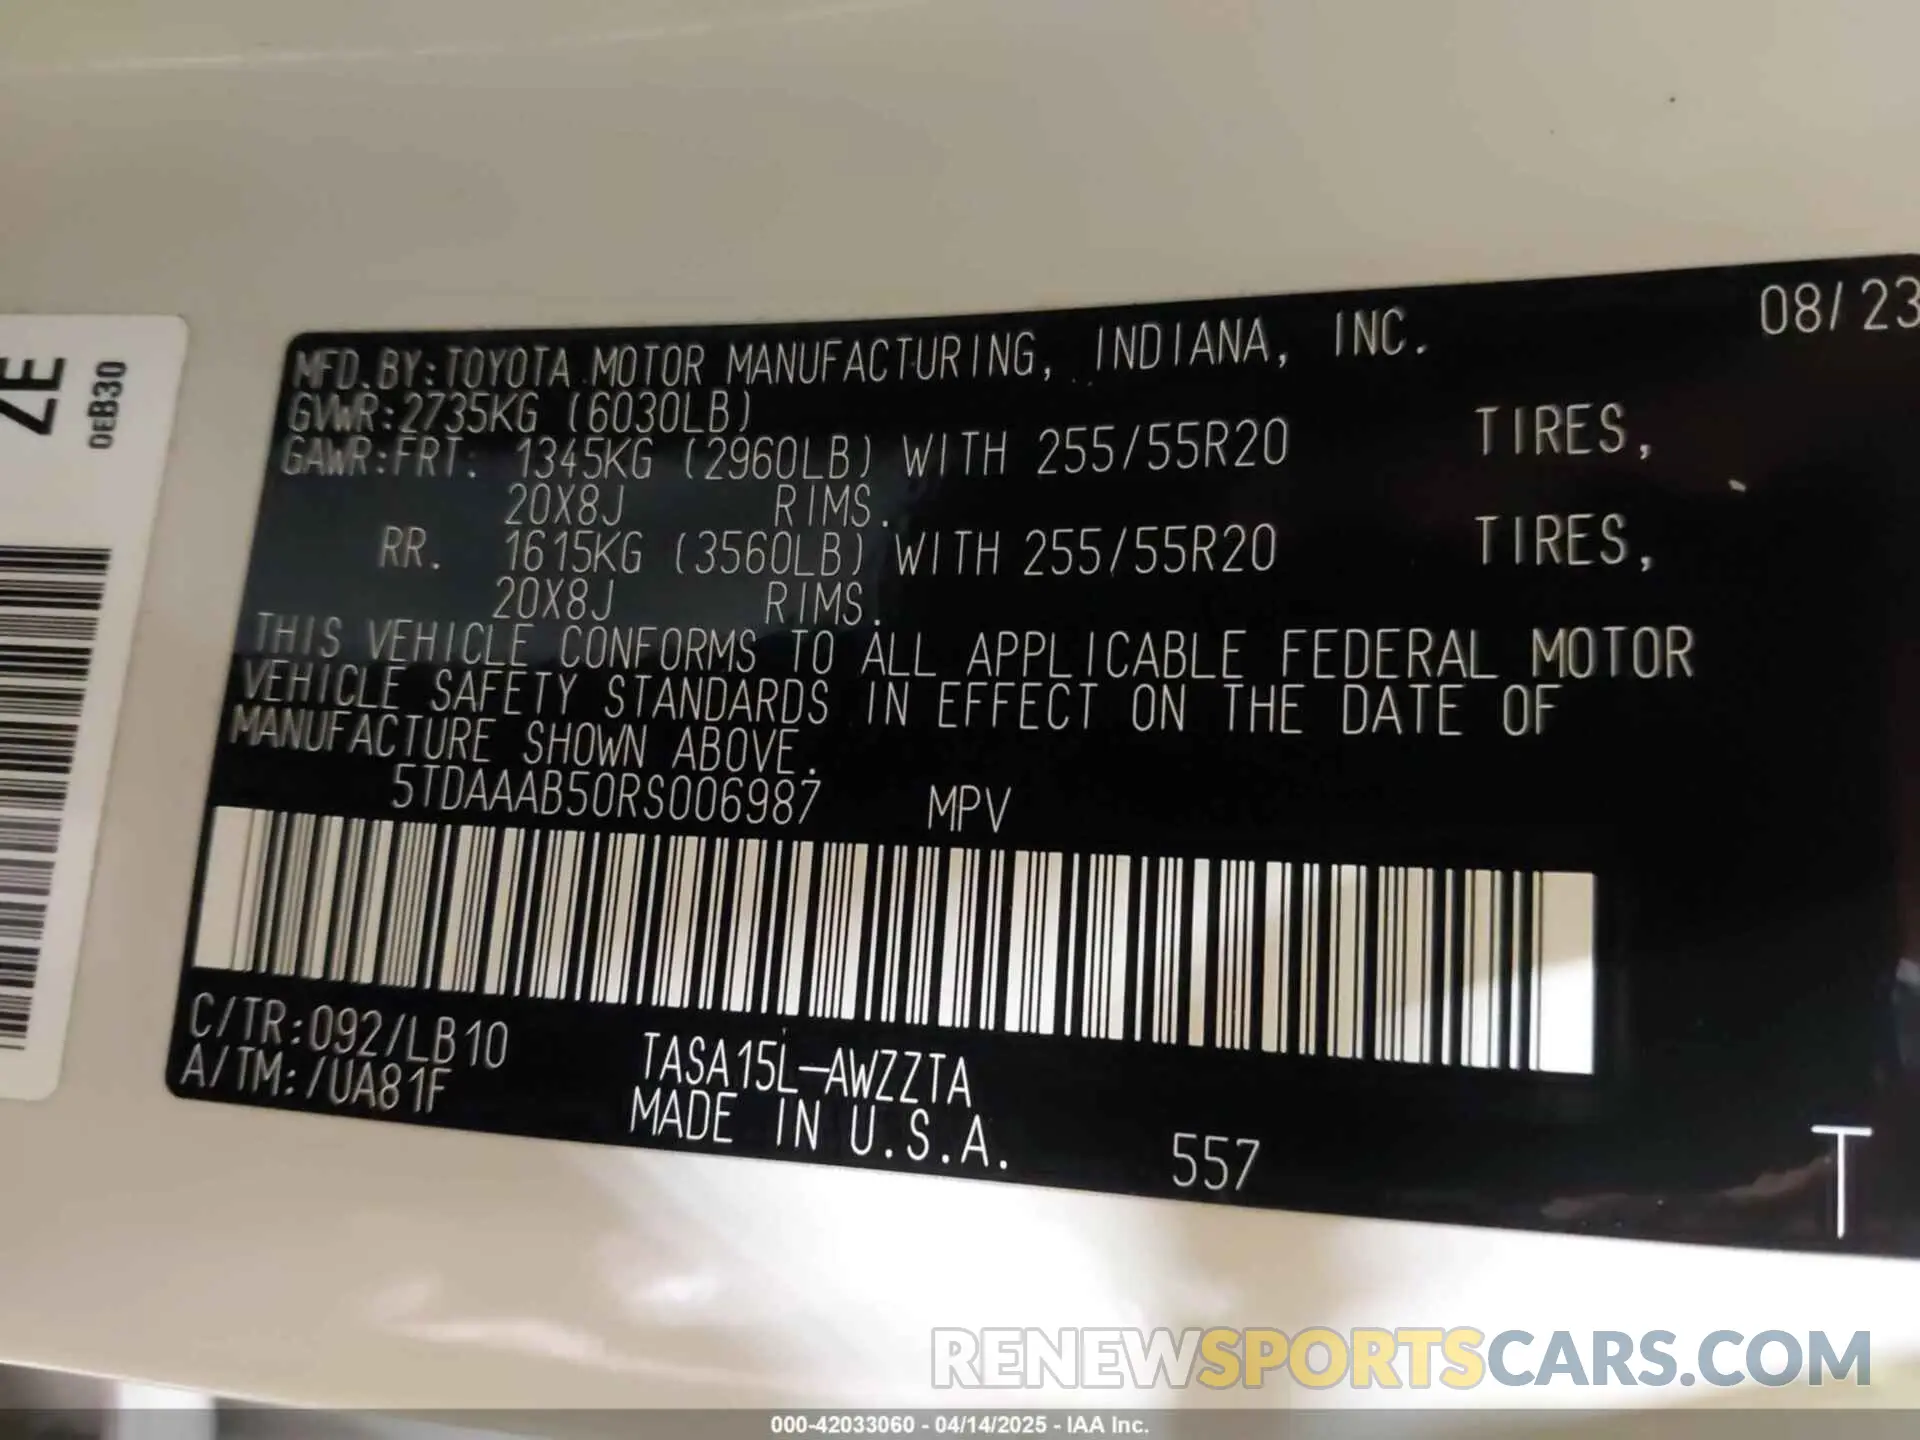 08/23
MFD.BY:TOYOTA MOTOR MANUFACTURING, INDIANA, INC.
GVWR:2735KG (6030LB)
GAWR:FRT: 1345KG (2960LB) WITH 255/55R20 TIRES,
20X8J RIMS.
RR. 1615KG (3560LB) WITH 255/55R20 TIRES,
20X8J RIMS.
THIS VEHICLE CONFORMS TO ALL APPLICABLE FEDERAL MOTOR
VEHICLE SAFETY STANDARDS IN EFFECT ON THE DATE OF
MANUFACTURE SHOWN ABOVE.
5TDAAAB50RS006987 MPV
C/TR:092/LB10
A/TM:/UA81F
TASA15L-AWZZTA
MADE IN U.S.A.
557
T
ZE
0EB30
RENEWSPORTSCARS.COM
000-42033060 - 04/14/2025 - IAA Inc.